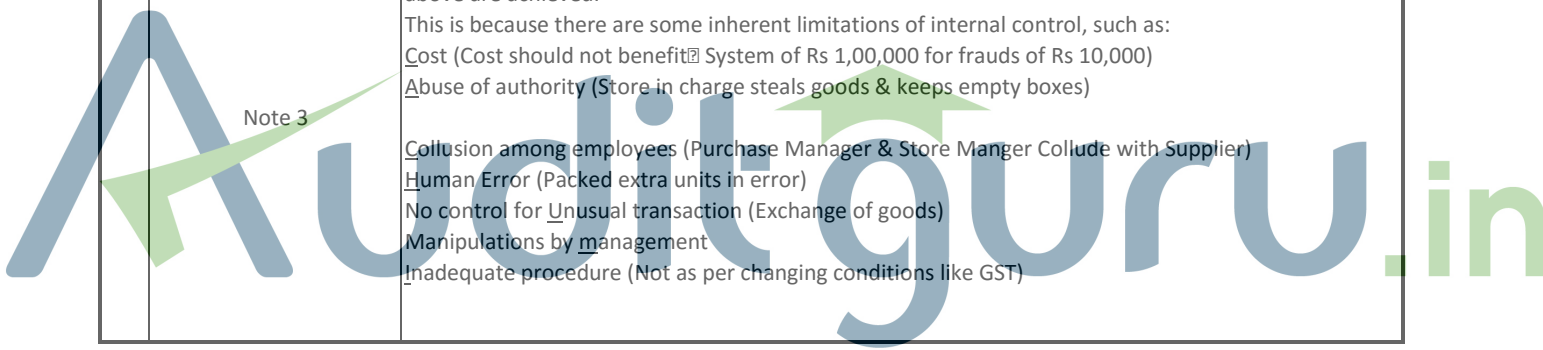 above are achieved.
This is because there are some inherent limitations of internal control, such as:
Cost (Cost should not benefit⍰ System of Rs 1,00,000 for frauds of Rs 10,000)
Abuse of authority (Store in charge steals goods & keeps empty boxes)
Note 3
Collusion among employees (Purchase Manager & Store Manger Collude with Supplier)
Human Error (Packed extra units in error)
No control for Unusual transaction (Exchange of goods)
Manipulations by management
Inadequate procedure (Not as per changing conditions like GST)
Auditguru.in